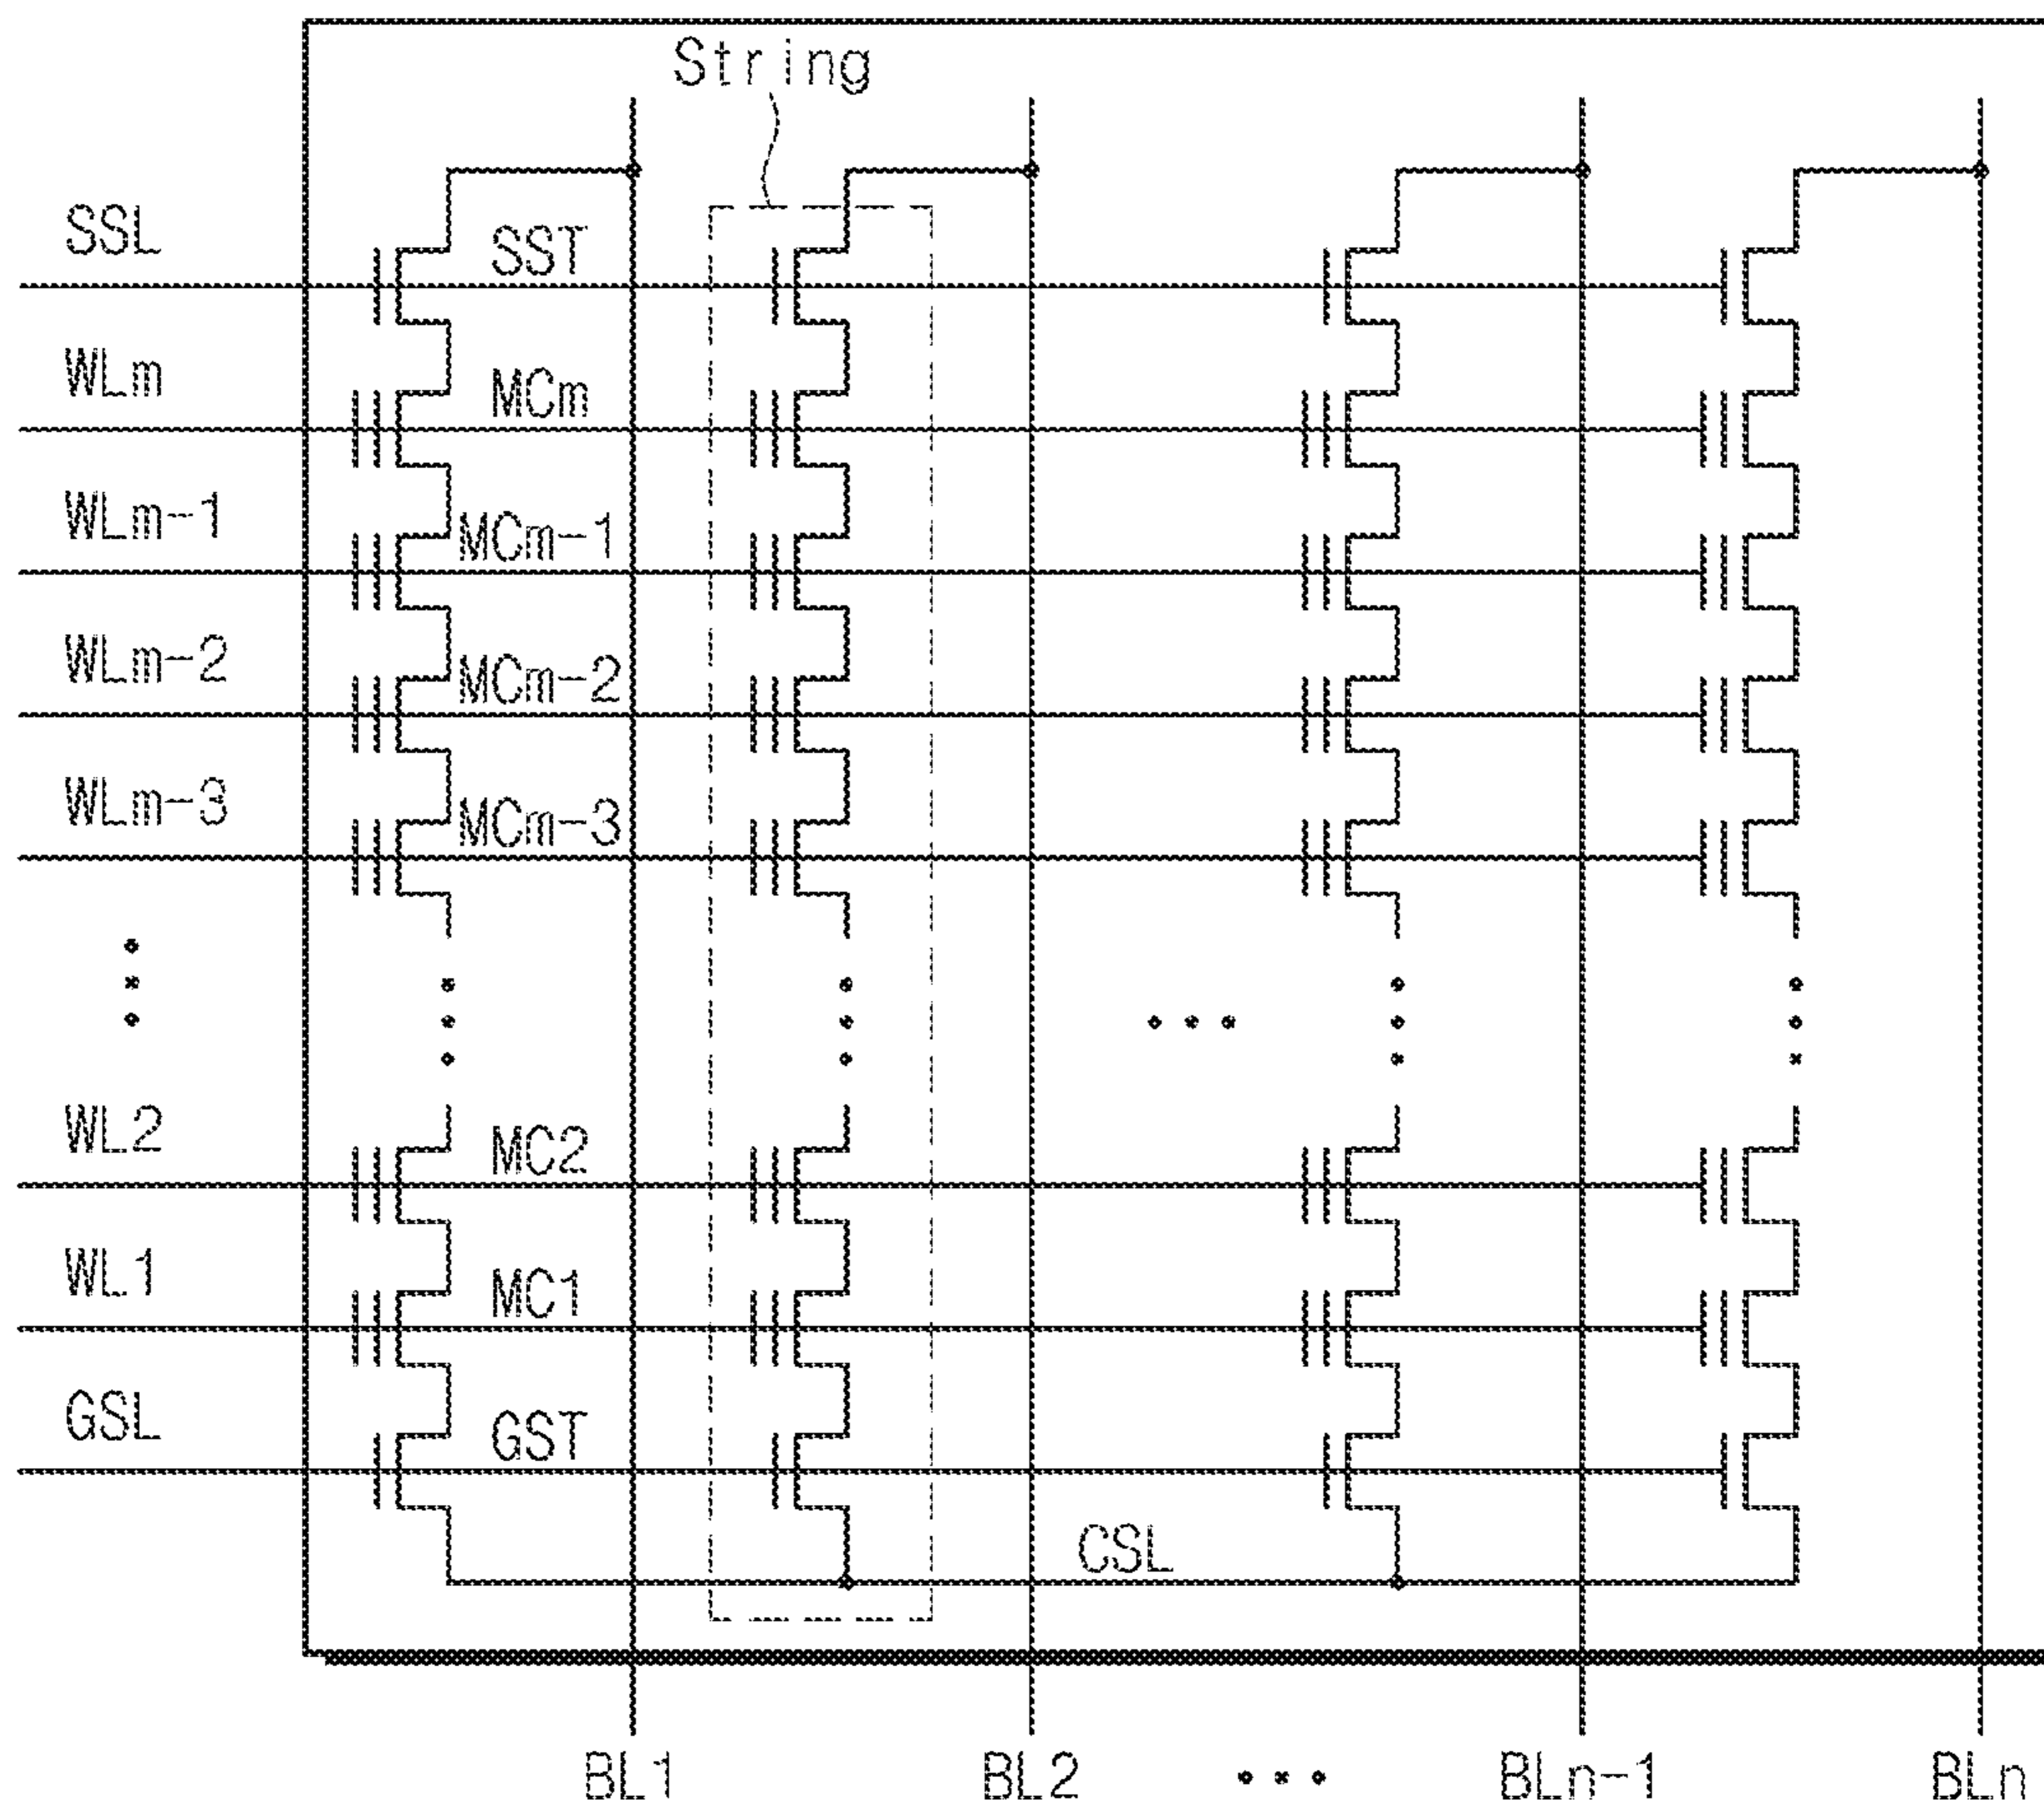 String
SSL
SST
WLm
MCm
WLm-1
MCm-1
WLm-2
MCm-2
WLm-3
MCm-3
WL2
MC2
WL1
MC1
GSL
GST
CSL
BL1 BL2 ••• BLn-1 BLn